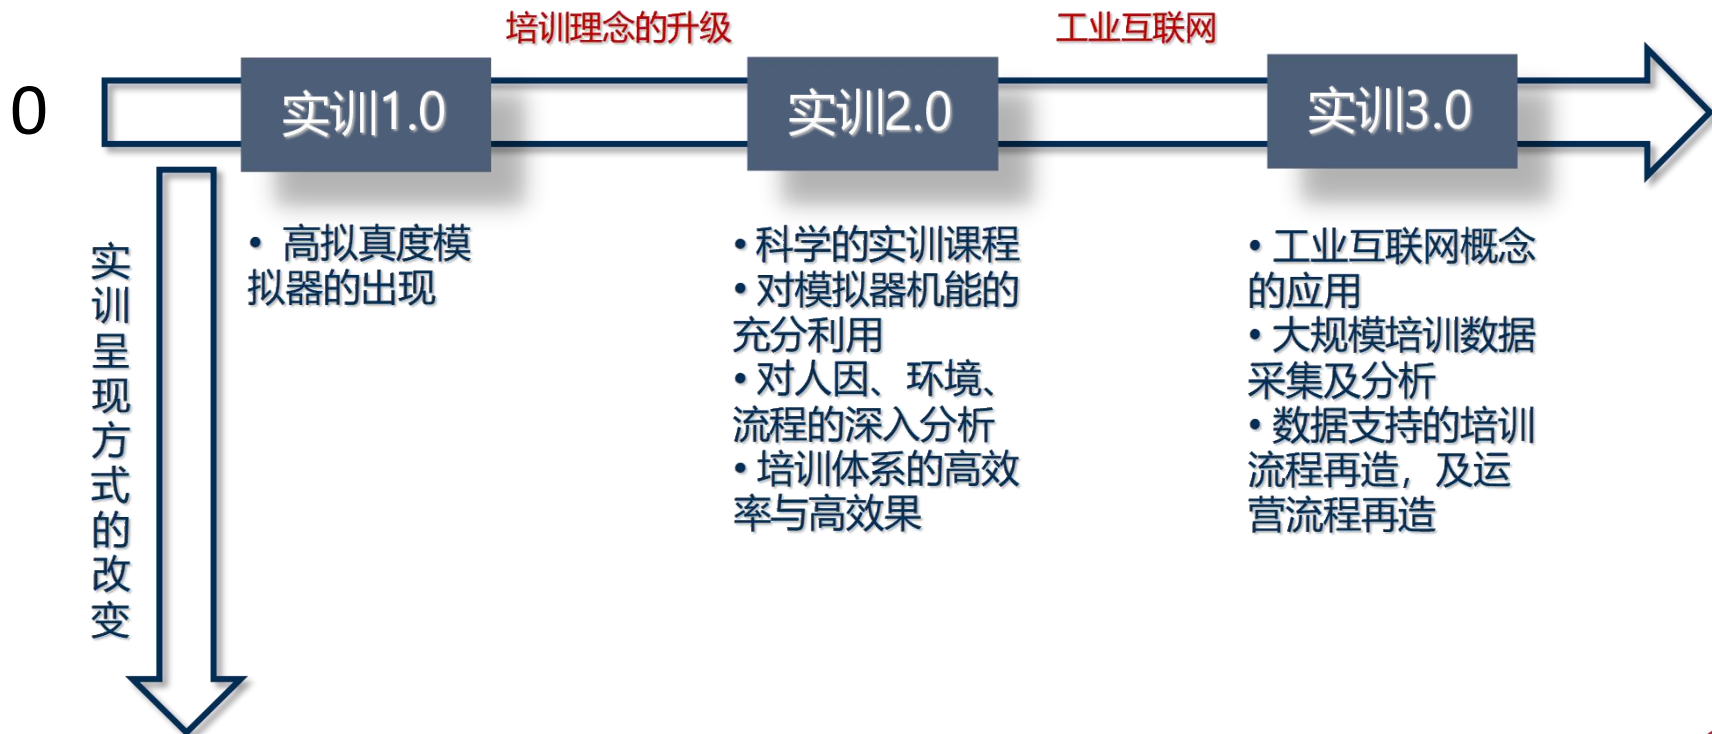 培训理念的升级
工业互联网
0
实训1.0
实训2.0
实训3.0
实训呈现方式的改变
• 高拟真度模
拟器的出现
• 科学的实训课程
• 对模拟器机能的
充分利用
• 对人因、环境、
流程的深入分析
• 培训体系的高效
率与高效果
• 工业互联网概念
的应用
• 大规模培训数据
采集及分析
• 数据支持的培训
流程再造，及运
营流程再造